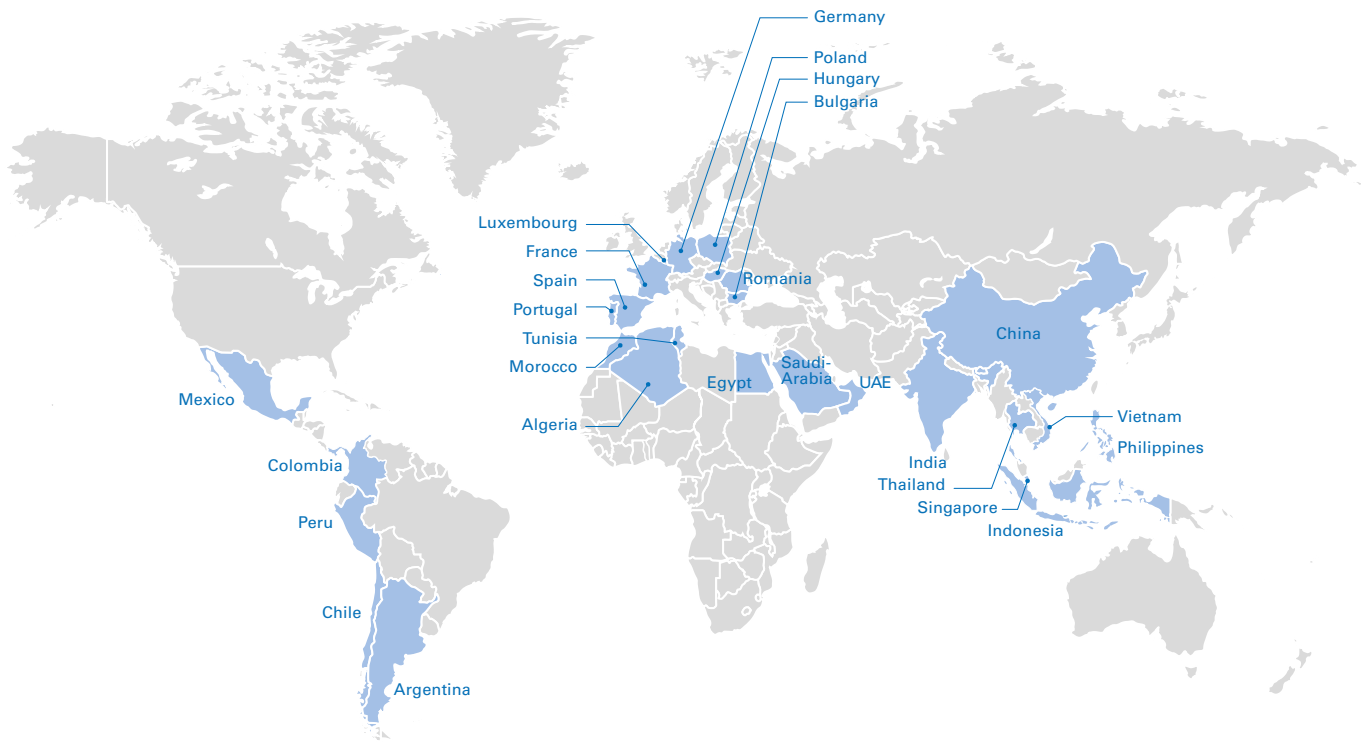 Germany
Poland
Hungary
Bulgaria
Luxembourg
France
Spain
Portugal
Tunisia
Morocco
Algeria
Romania
Egypt
Saudi-
Arabia
UAE
China
Mexico
Colombia
Peru
Chile
Argentina
India
Thailand
Singapore
Indonesia
Vietnam
Philippines